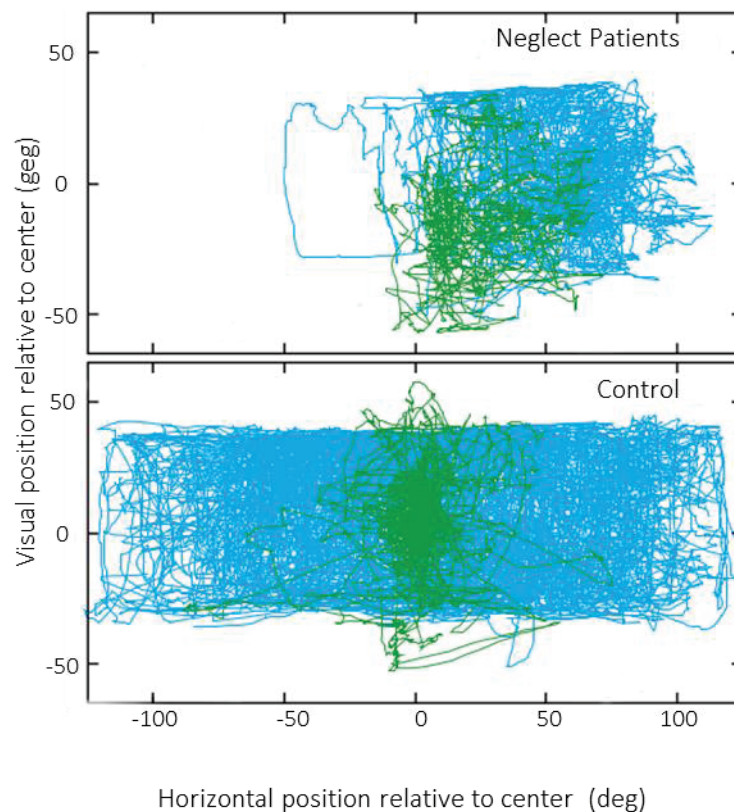 Neglect Patients
50
0
-50
Control
50
0
-50
-100 -50 0 50 100
Visual position relative to center (geg)
Horizontal position relative to center (deg)